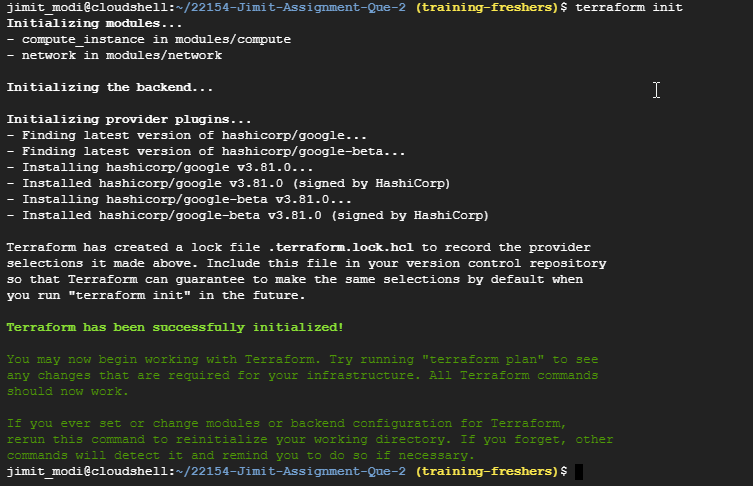 jimit_modi@cloudshell:~/22154-Jimit-Assignment-Que-2 (training-freshers)$ terraform init
Initializing modules...
- compute_instance in modules/compute
- network in modules/network
Initializing the backend...
Initializing provider plugins...
- Finding latest version of hashicorp/google...
- Finding latest version of hashicorp/google-beta...
- Installing hashicorp/google v3.81.0...
- Installed hashicorp/google v3.81.0 (signed by HashiCorp)
- Installing hashicorp/google-beta v3.81.0...
- Installed hashicorp/google-beta v3.81.0 (signed by HashiCorp)
Terraform has created a lock file .terraform.lock.hcl to record the provider
selections it made above. Include this file in your version control repository
so that Terraform can guarantee to make the same selections by default when
you run "terraform init" in the future.
Terraform has been successfully initialized!
You may now begin working with Terraform. Try running "terraform plan" to see
any changes that are required for your infrastructure. All Terraform commands
should now work.
If you ever set or change modules or backend configuration for Terraform,
rerun this command to reinitialize your working directory. If you forget, other
commands will detect it and remind you to do so if necessary.
jimit_modi@cloudshell:~/22154-Jimit-Assignment-Que-2 (training-freshers)$